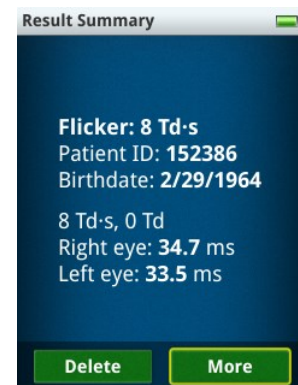 Result Summary
Flicker: 8 Td·s
Patient ID: 152386
Birthdate: 2/29/1964
8 Td·s, 0 Td
Right eye: 34.7 ms
Left eye: 33.5 ms
Delete More